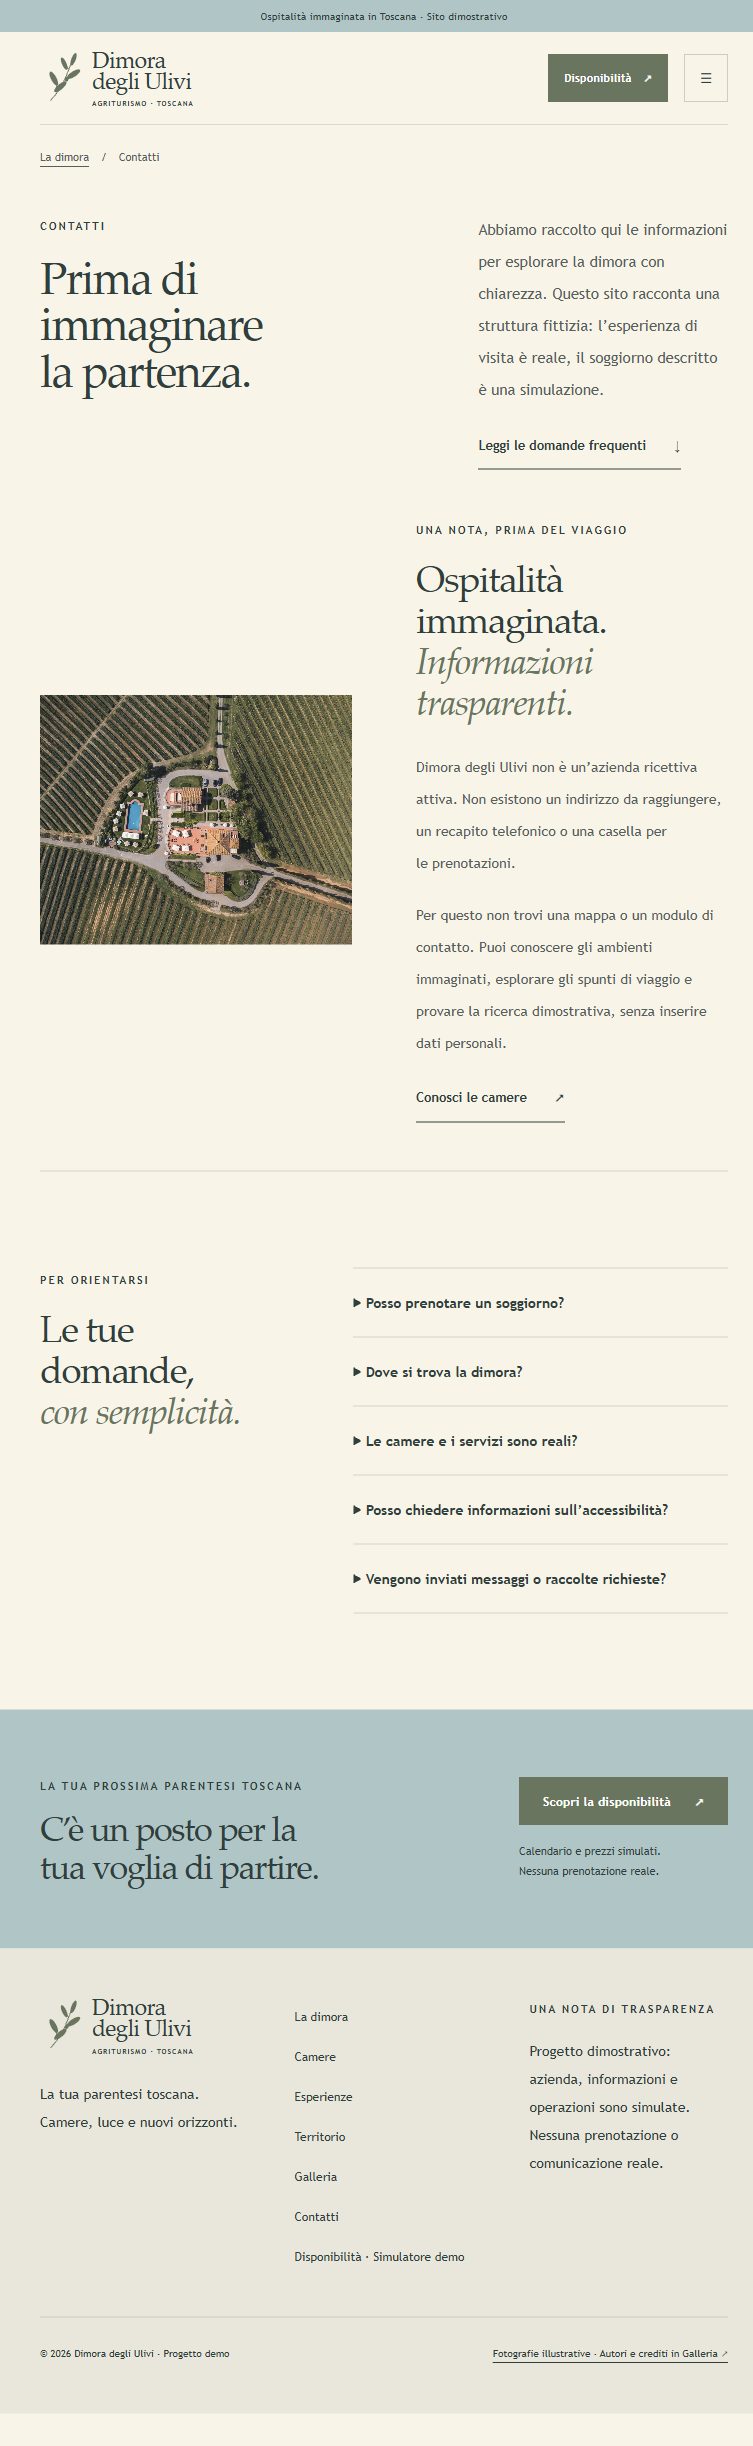 Ospitalità immaginata in Toscana · Sito dimostrativo
Dimora
degli Ulivi
AGRITURISMO · TOSCANA
Disponibilità ↗
☰
La dimora / Contatti
CONTATTI
Prima di
immaginare
la partenza.
Abbiamo raccolto qui le informazioni
per esplorare la dimora con
chiarezza. Questo sito racconta una
struttura fittizia: l’esperienza di
visita è reale, il soggiorno descritto
è una simulazione.
Leggi le domande frequenti ↓
UNA NOTA, PRIMA DEL VIAGGIO
Ospitalità
immaginata.
Informazioni
trasparenti.
Dimora degli Ulivi non è un’azienda ricettiva
attiva. Non esistono un indirizzo da raggiungere,
un recapito telefonico o una casella per
le prenotazioni.
Per questo non trovi una mappa o un modulo di
contatto. Puoi conoscere gli ambienti
immaginati, esplorare gli spunti di viaggio e
provare la ricerca dimostrativa, senza inserire
dati personali.
Conosci le camere ↗
PER ORIENTARSI
Le tue
domande,
con semplicità.
▶ Posso prenotare un soggiorno?
▶ Dove si trova la dimora?
▶ Le camere e i servizi sono reali?
▶ Posso chiedere informazioni sull’accessibilità?
▶ Vengono inviati messaggi o raccolte richieste?
LA TUA PROSSIMA PARENTESI TOSCANA
C’è un posto per la
tua voglia di partire.
Scopri la disponibilità ↗
Calendario e prezzi simulati.
Nessuna prenotazione reale.
Dimora
degli Ulivi
AGRITURISMO · TOSCANA
La tua parentesi toscana.
Camere, luce e nuovi orizzonti.
La dimora
Camere
Esperienze
Territorio
Galleria
Contatti
Disponibilità · Simulatore demo
UNA NOTA DI TRASPARENZA
Progetto dimostrativo:
azienda, informazioni e
operazioni sono simulate.
Nessuna prenotazione o
comunicazione reale.
© 2026 Dimora degli Ulivi · Progetto demo
Fotografie illustrative · Autori e crediti in Galleria ↗